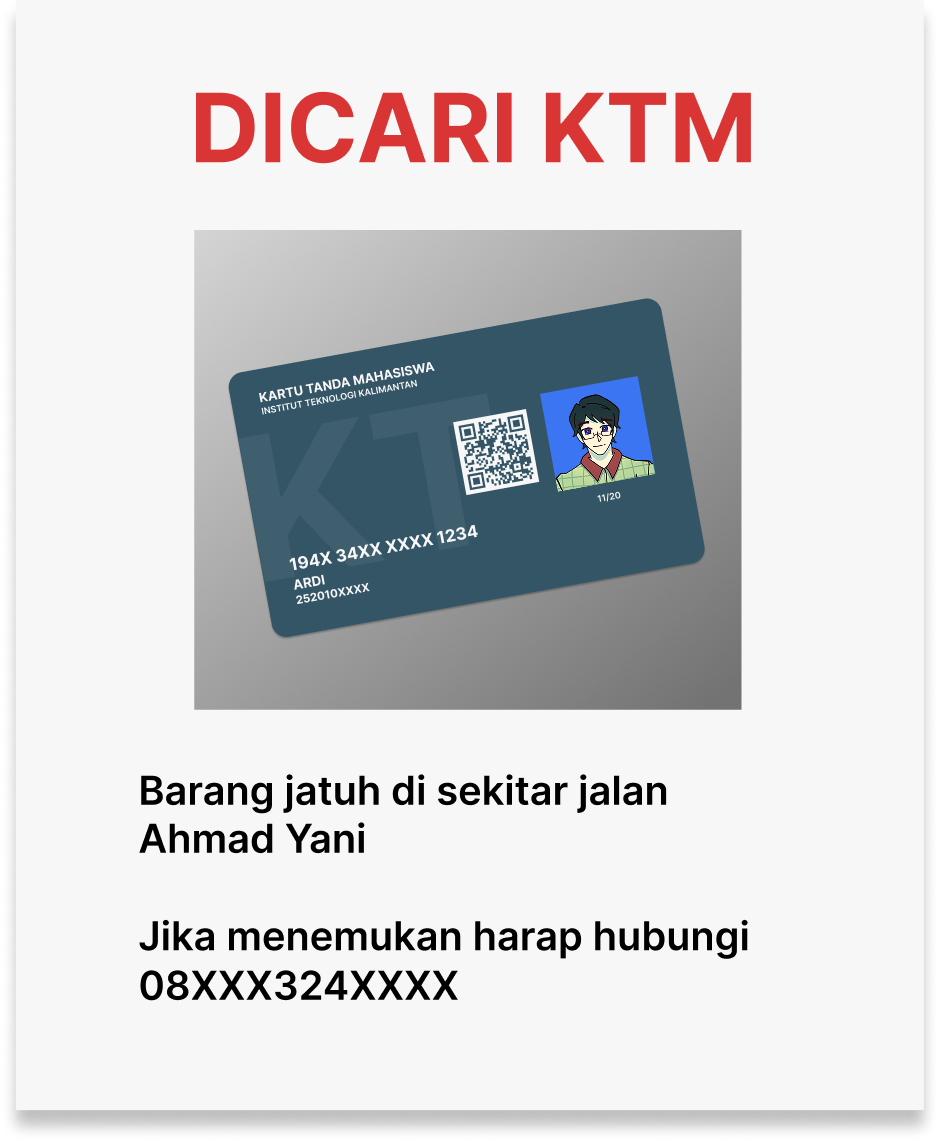 DICARI KTM
KARTU TANDA MAHASISWA
INSTITUT TEKNOLOGI KALIMANTAN
KT
11/20
194X 34XX XXXX 1234
ARDI
252010XXXX
Barang jatuh di sekitar jalan
Ahmad Yani
Jika menemukan harap hubungi
08XXX324XXXX